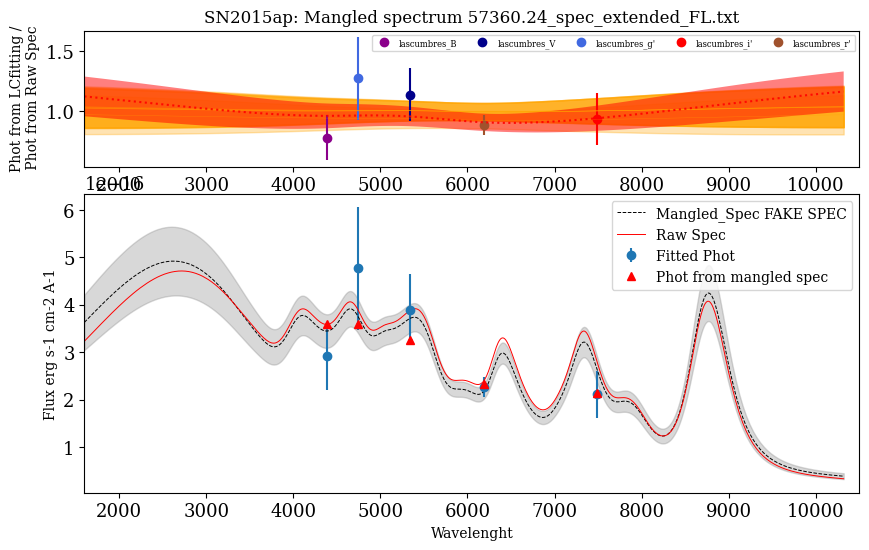 SN2015ap: Mangled spectrum 57360.24_spec_extended_FL.txt
Phot from LCfitting /
Phot from Raw Spec
1.5
1.0
lascumbres_B
lascumbres_V
lascumbres_g'
lascumbres_i'
lascumbres_r'
2000 3000 4000 5000 6000 7000 8000 9000 10000
1e−16
Flux erg s-1 cm-2 A-1
6
5
4
3
2
1
Mangled_Spec FAKE SPEC
Raw Spec
Fitted Phot
Phot from mangled spec
2000 3000 4000 5000 6000 7000 8000 9000 10000
Wavelenght